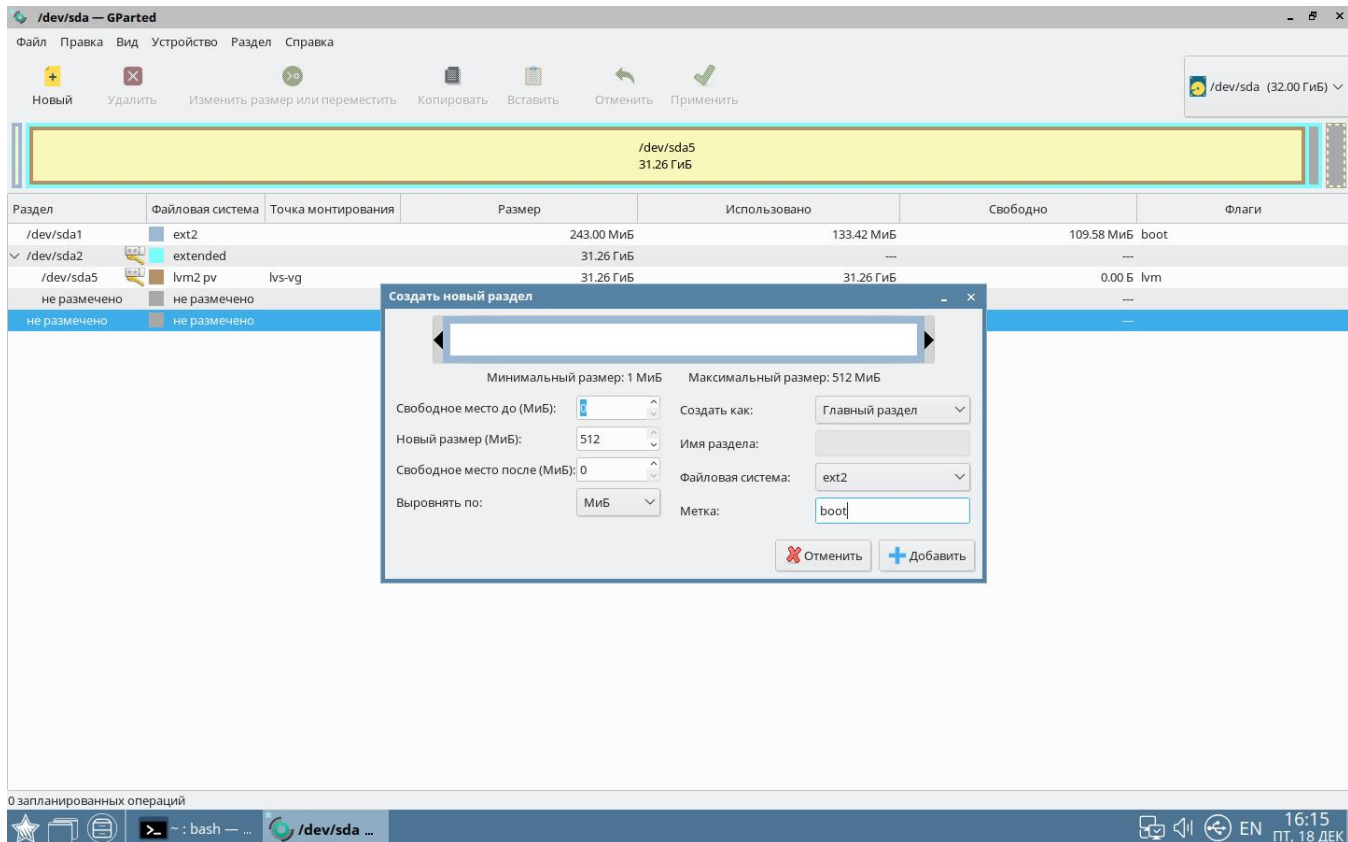 /dev/sda — GParted
Файл Правка Вид Устройство Раздел Справка
Новый Удалить Изменить размер или переместить Копировать Вставить Отменить Применить
/dev/sda (32.00 ГиБ)
/dev/sda5
31.26 ГиБ
Раздел Файловая система Точка монтирования Размер Использовано Свободно Флаги
/dev/sda1 ext2 243.00 МиБ 133.42 МиБ 109.58 МиБ boot
/dev/sda2 extended 31.26 ГиБ --- ---
/dev/sda5 lvm2 pv lvs-vg 31.26 ГиБ 31.26 ГиБ 0.00 Б lvm
не размечено не размечено ---
не размечено не размечено ---
Создать новый раздел
Минимальный размер: 1 МиБ Максимальный размер: 512 МиБ
Свободное место до (МиБ): 0 Создать как: Главный раздел
Новый размер (МиБ): 512 Имя раздела:
Свободное место после (МиБ): 0 Файловая система: ext2
Выровнять по: МиБ Метка: boot
Отменить Добавить
0 запланированных операций
~ : bash — ... /dev/sda ... EN 16:15
ПТ, 18 ДЕК